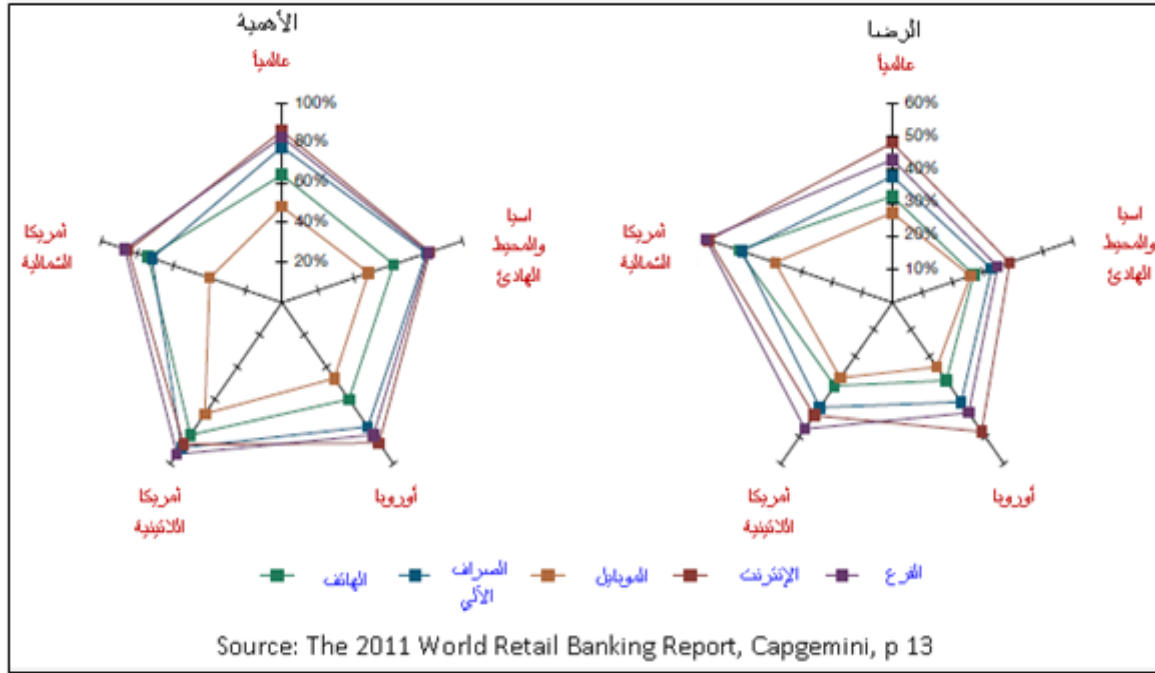 الأهمية
عالمياً
100%
80%
60%
40%
20%
اسيا
والمحيط
الهادئ
أوروبا
أمريكا
اللاتينية
أمريكا
الشمالية
الرضا
عالمياً
60%
50%
40%
30%
20%
10%
اسيا
والمحيط
الهادئ
أوروبا
أمريكا
اللاتينية
أمريكا
الشمالية
الهاتف
الصراف
الآلي
الموبايل
الإنترنت
الفرع
Source: The 2011 World Retail Banking Report, Capgemini, p 13